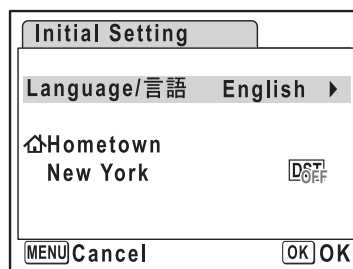 Initial Setting
Language/言語 English
Hometown
New York DST OFF
MENU Cancel OK OK